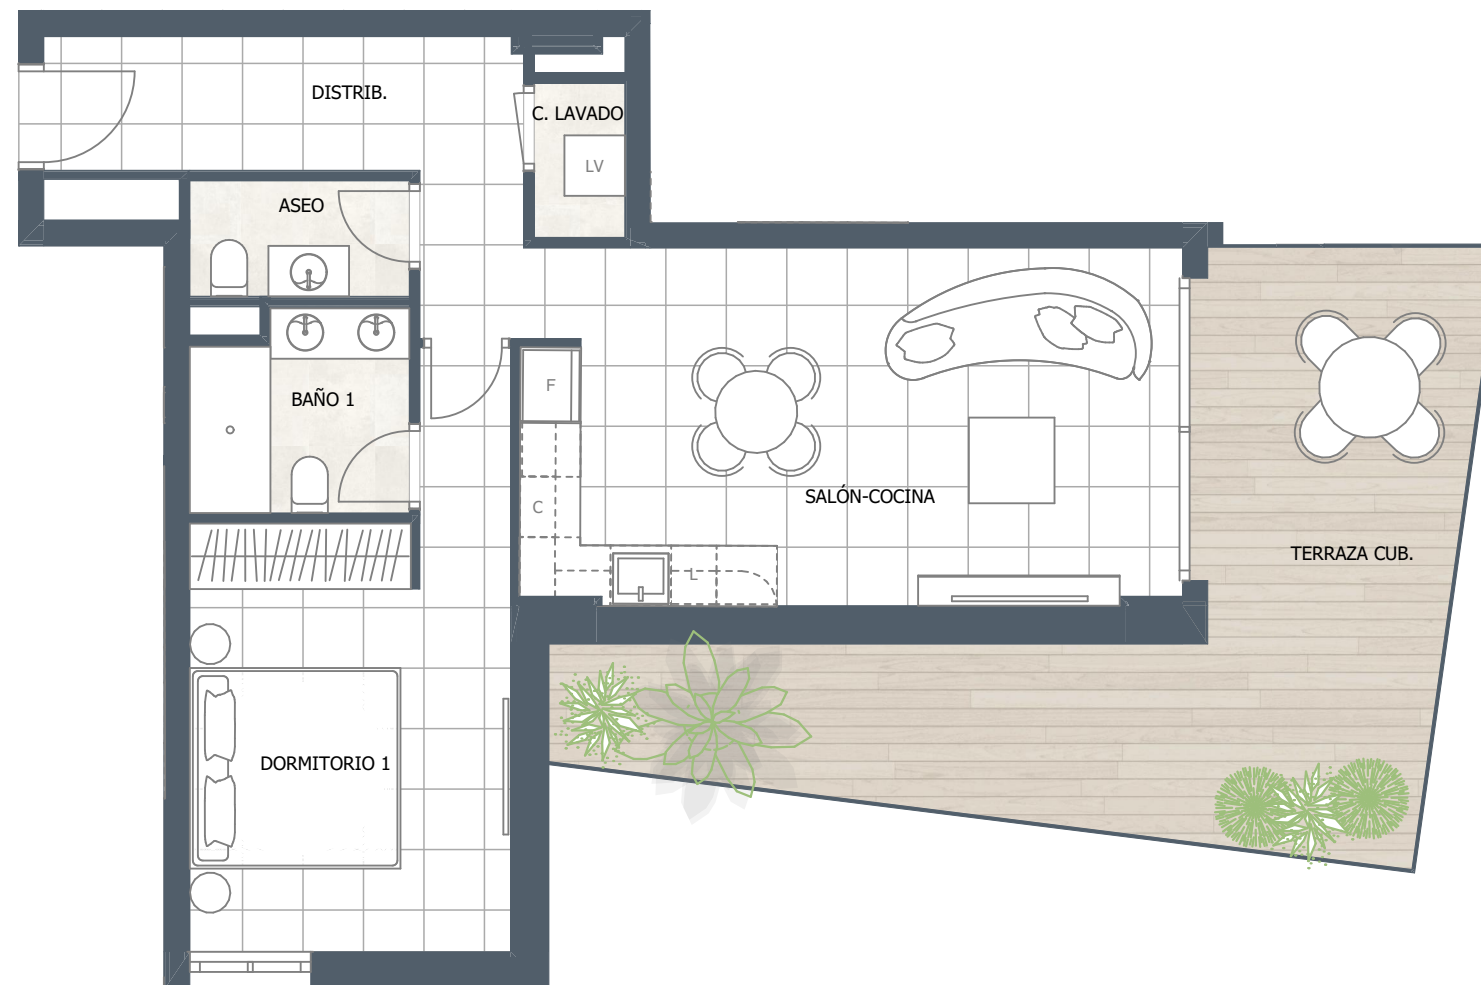 DISTRIB.
C. LAVADO
LV
ASEO
F
BAÑO 1
C
SALÓN-COCINA
L
TERRAZA CUB.
DORMITORIO 1